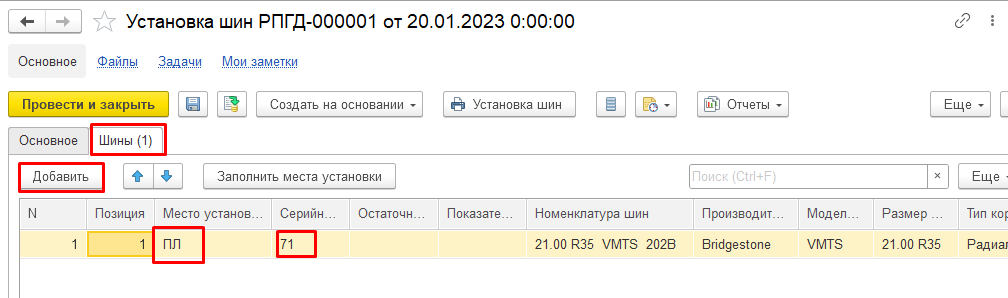 Установка шин РПГД-000001 от 20.01.2023 0:00:00
Основное Файлы Задачи Мои заметки
Провести и закрыть Создать на основании Установка шин Отчеты Еще
Основное Шины (1)
Добавить Заполнить места установки Поиск (Ctrl+F) × Еще
N Позиция Место установ... Серийн... Остаточн... Показате... Номенклатура шин Производит... Модел... Размер ... Тип кор
1 1 ПЛ 71 21.00 R35 VMTS 202B Bridgestone VMTS 21.00 R35 Радиал